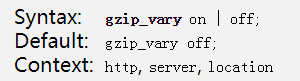 Syntax: gzip_vary on | off;
Default: gzip_vary off;
Context: http, server, location